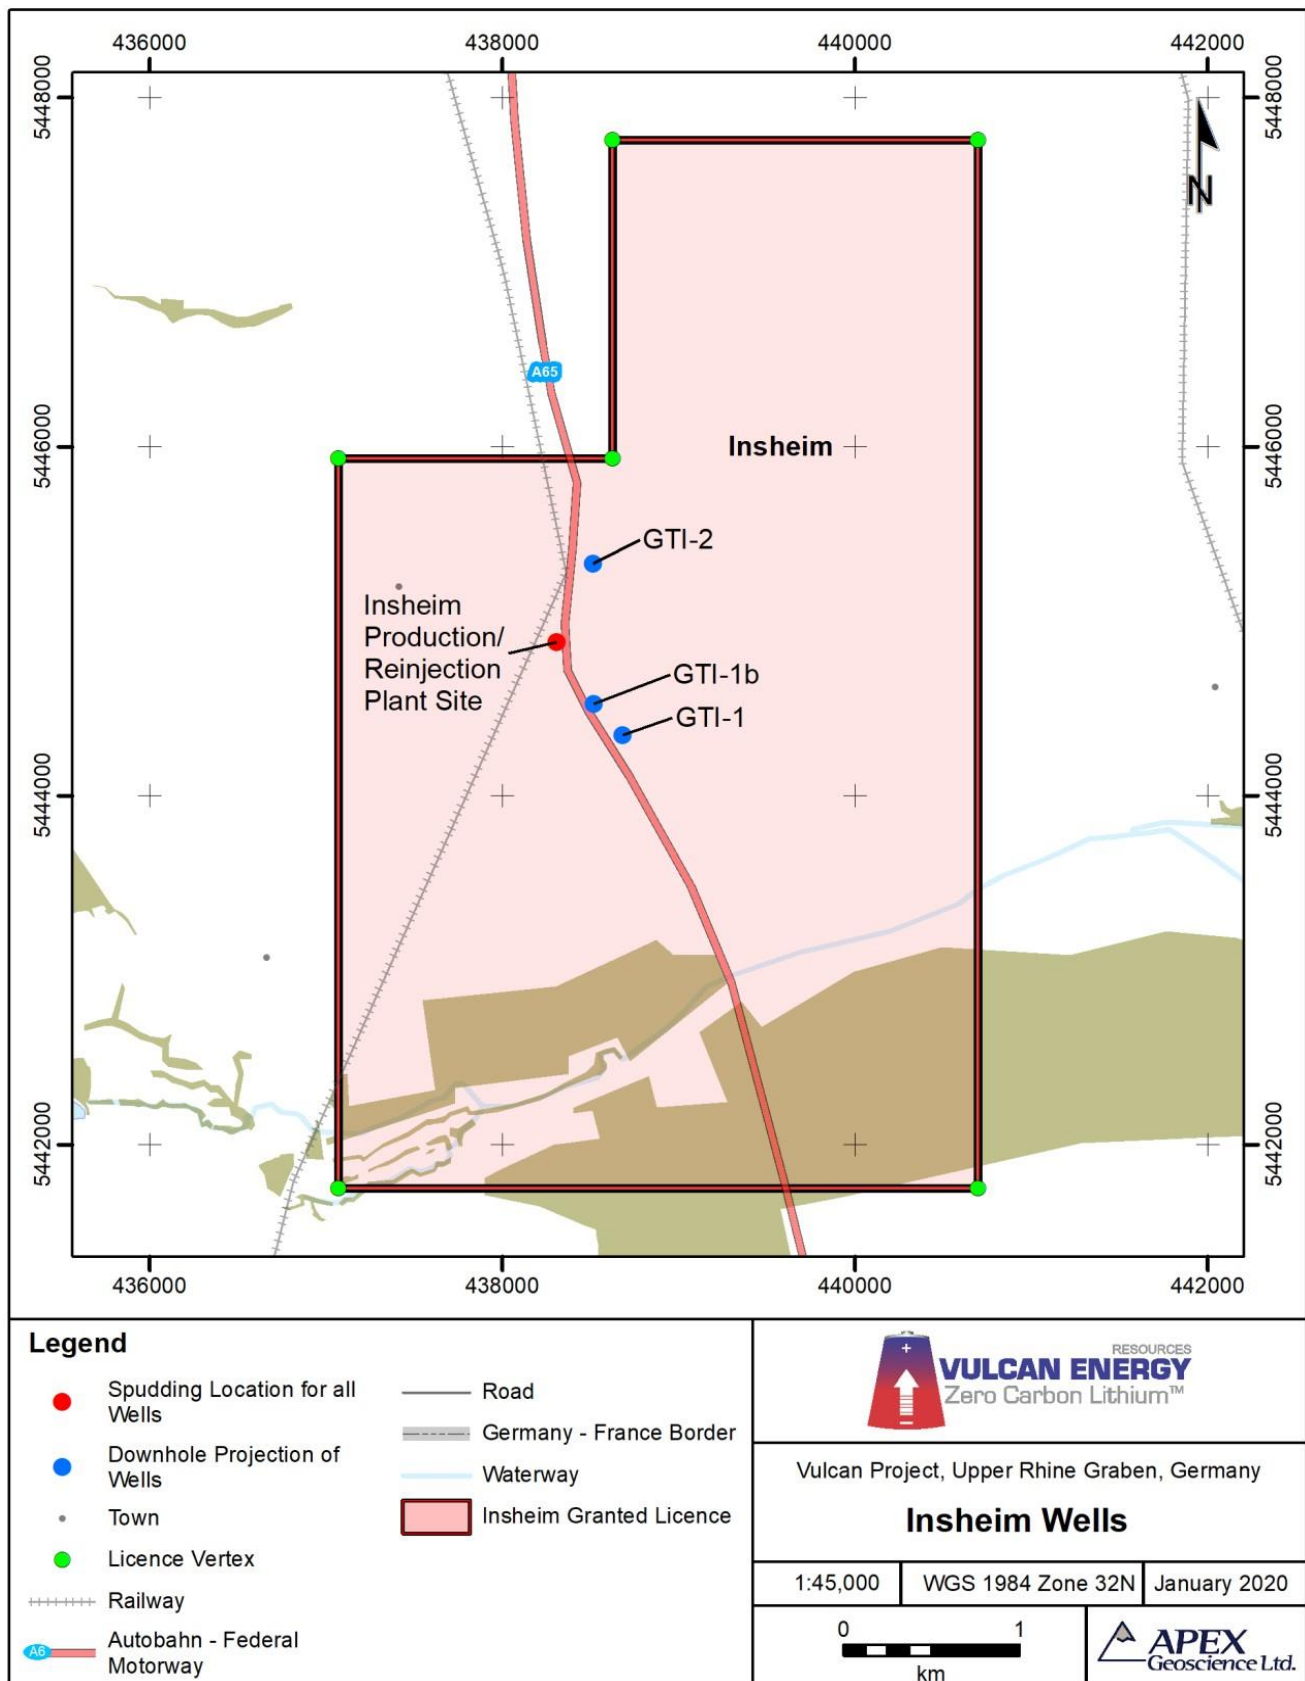 436000
438000
440000
442000
5448000
5448000
N
A65
5446000
Insheim
5446000
GTI-2
Insheim
Production/
Reinjection
Plant Site
GTI-1b
GTI-1
5444000
5444000
5442000
5442000
436000
438000
440000
442000
Legend
Spudding Location for all
Wells
Downhole Projection of
Wells
Town
Licence Vertex
Railway
A6
Autobahn - Federal
Motorway
Road
Germany - France Border
Waterway
Insheim Granted Licence
RESOURCES
VULCAN ENERGY
Zero Carbon Lithium™
Vulcan Project, Upper Rhine Graben, Germany
Insheim Wells
1:45,000
WGS 1984 Zone 32N
January 2020
0 1
km
APEX
Geoscience Ltd.